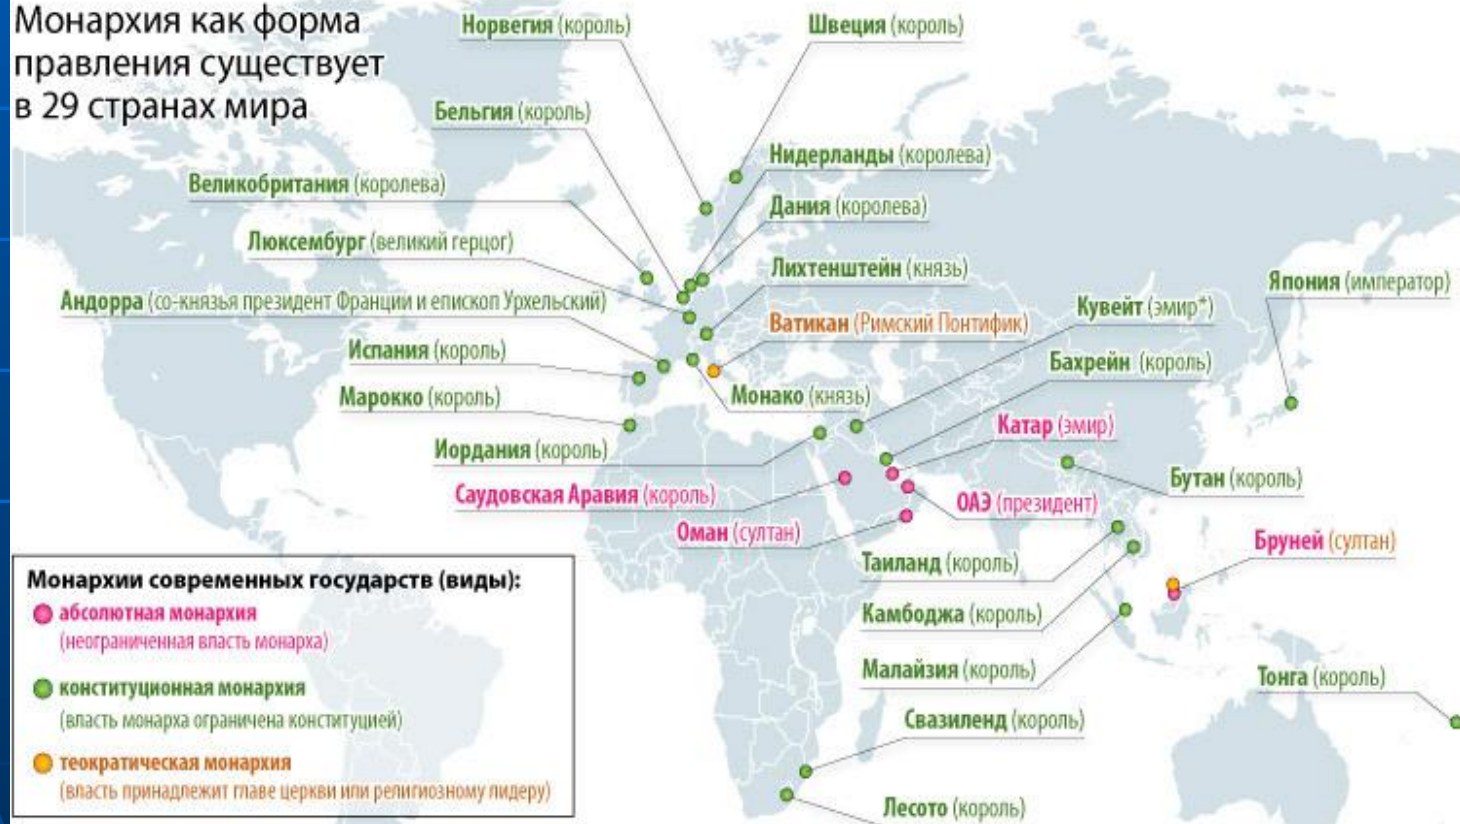 Монархия как форма
правления существует
в 29 странах мира
Норвегия (король)
Швеция (король)
Бельгия (король)
Нидерланды (королева)
Великобритания (королева)
Дания (королева)
Люксембург (великий герцог)
Лихтенштейн (князь)
Андорра (со-князья президент Франции и епископ Урхельский)
Кувейт (эмир*)
Япония (император)
Ватикан (Римский Понтифик)
Испания (король)
Бахрейн (король)
Марокко (король)
Монако (князь)
Катар (эмир)
Иордания (король)
Бутан (король)
Саудовская Аравия (король)
ОАЭ (президент)
Оман (султан)
Бруней (султан)
Таиланд (король)
Камбоджа (король)
Малайзия (король)
Тонга (король)
Свазиленд (король)
Лесото (король)
Монархии современных государств (виды):
абсолютная монархия
(неограниченная власть монарха)
конституционная монархия
(власть монарха ограничена конституцией)
теократическая монархия
(власть принадлежит главе церкви или религиозному лидеру)